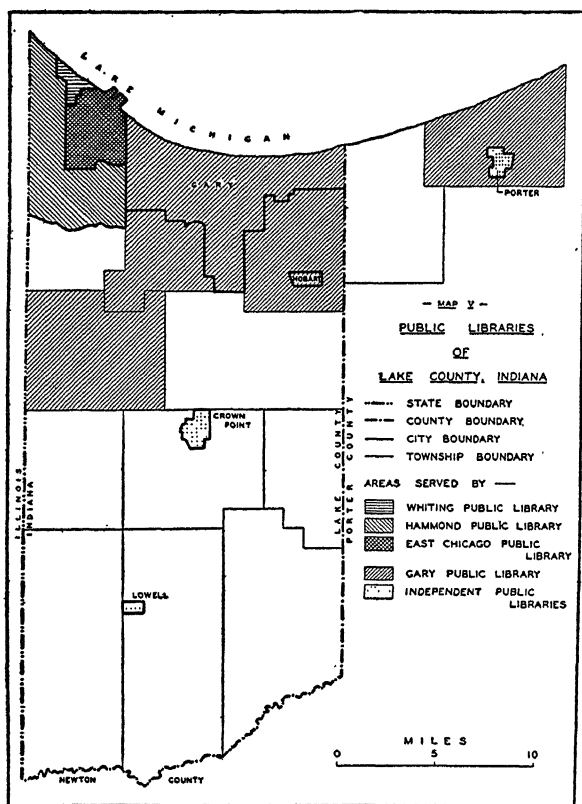 LAKE MICHIGAN
GARY
PORTER
HOBART
— MAP V —
PUBLIC LIBRARIES
OF
LAKE COUNTY, INDIANA
STATE BOUNDARY
COUNTY BOUNDARY
CITY BOUNDARY
TOWNSHIP BOUNDARY
AREAS SERVED BY —
WHITING PUBLIC LIBRARY
HAMMOND PUBLIC LIBRARY
EAST CHICAGO PUBLIC
LIBRARY
GARY PUBLIC LIBRARY
INDEPENDENT PUBLIC
LIBRARIES
CROWN
POINT
ILLINOIS
INDIANA
LAKE COUNTY
PORTER COUNTY
LOWELL
MILES
0 5 10
NEWTON COUNTY